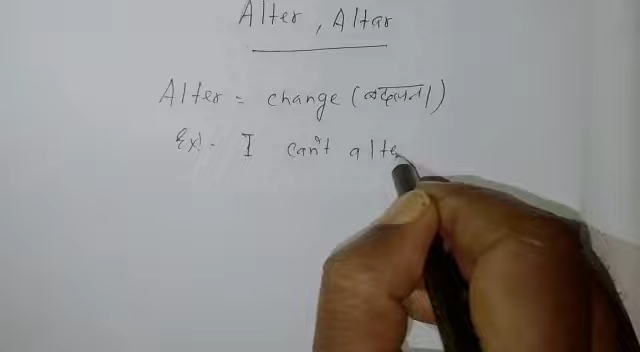 Alter, Altar
Alter = change (बदलना)
Ex:- I can't alte